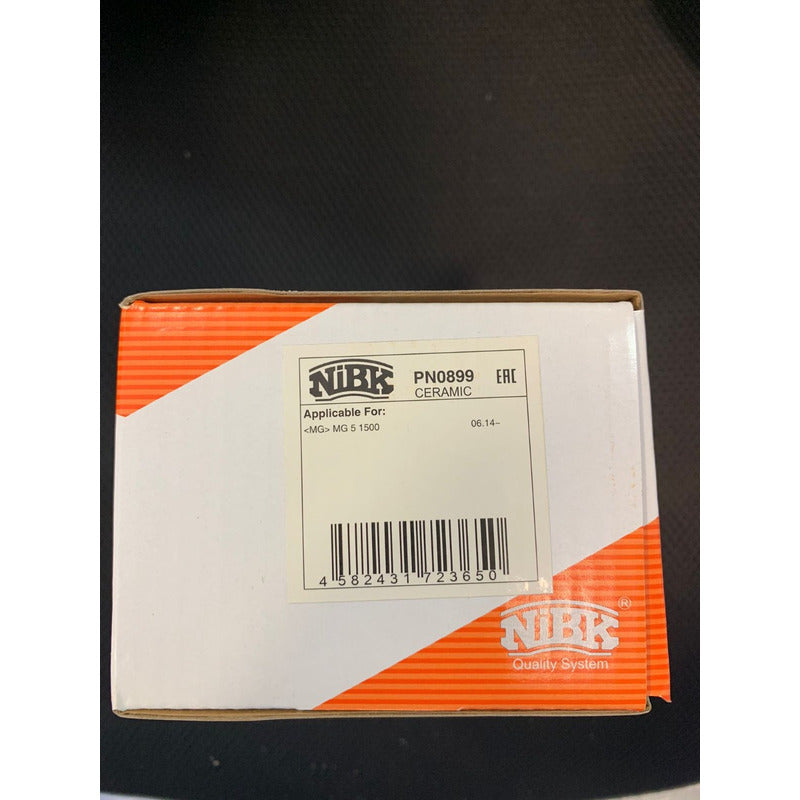 NiBK PN0899 EAC
CERAMIC
Applicable For:
<MG> MG 5 1500 06.14–
4 582431 723650
NiBK ®
Quality System